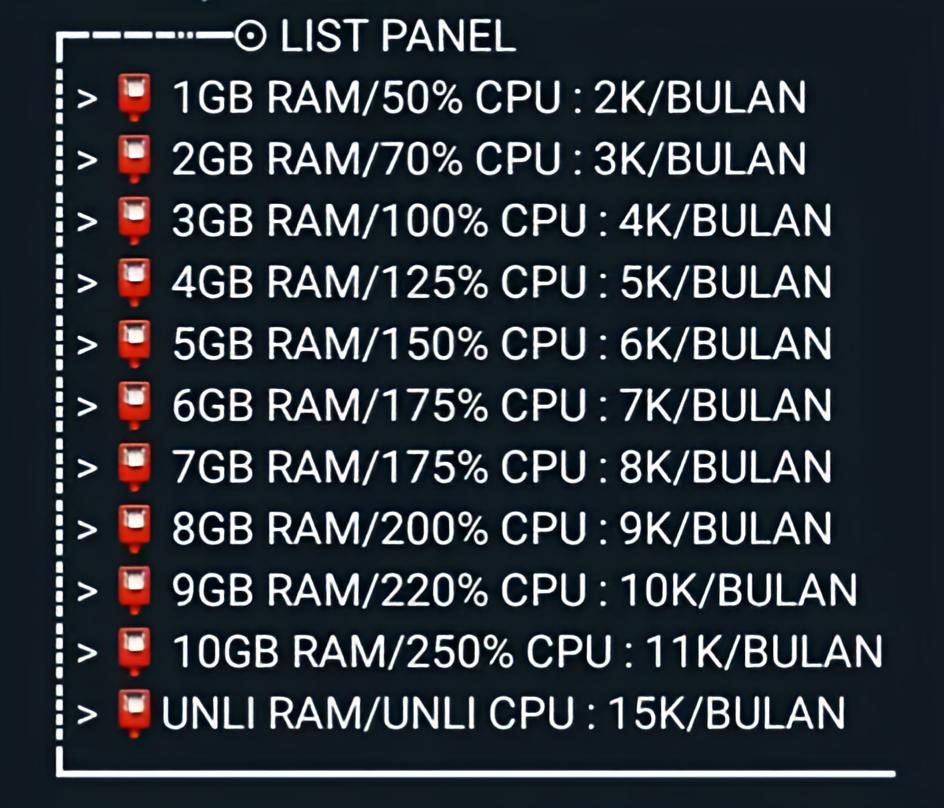 LIST PANEL
> 1GB RAM/50% CPU : 2K/BULAN
> 2GB RAM/70% CPU : 3K/BULAN
> 3GB RAM/100% CPU : 4K/BULAN
> 4GB RAM/125% CPU : 5K/BULAN
> 5GB RAM/150% CPU : 6K/BULAN
> 6GB RAM/175% CPU : 7K/BULAN
> 7GB RAM/175% CPU : 8K/BULAN
> 8GB RAM/200% CPU : 9K/BULAN
> 9GB RAM/220% CPU : 10K/BULAN
> 10GB RAM/250% CPU : 11K/BULAN
> UNLI RAM/UNLI CPU : 15K/BULAN